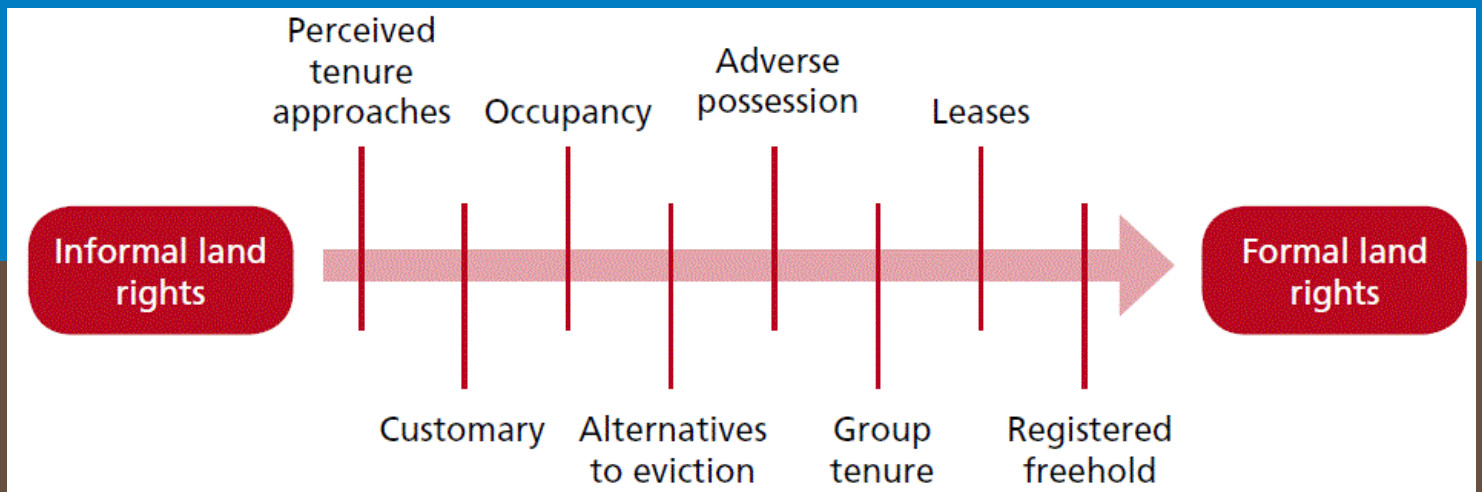 Perceived
tenure
approaches
Occupancy
Adverse
possession
Leases
Informal land
rights
Formal land
rights
Customary
Alternatives
to eviction
Group
tenure
Registered
freehold